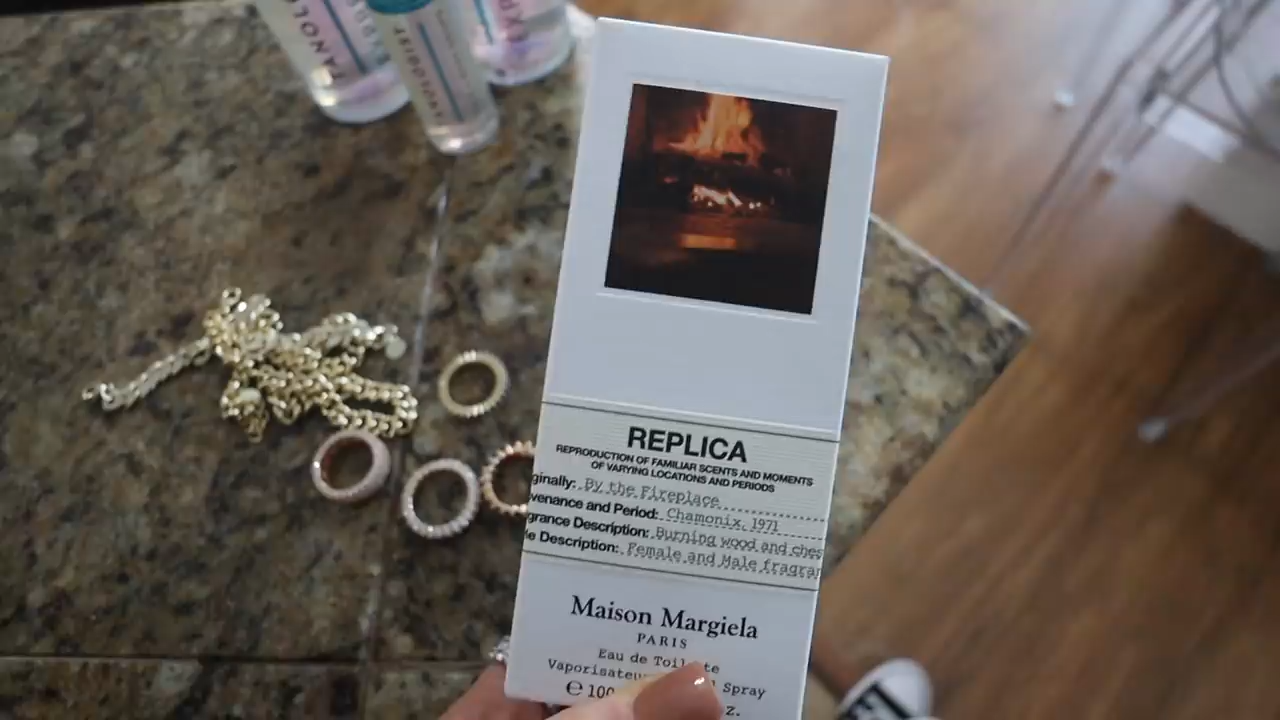 REPLICA
REPRODUCTION OF FAMILIAR SCENTS AND MOMENTS
OF VARYING LOCATIONS AND PERIODS
ginally: By the Fireplace
venance and Period: Chamonix, 1971
grance Description: Burning wood and ches
le Description: Female and Male fragran
Maison Margiela
PARIS
Eau de Toilette
Vaporisateu l Spray
℮ 100 z.